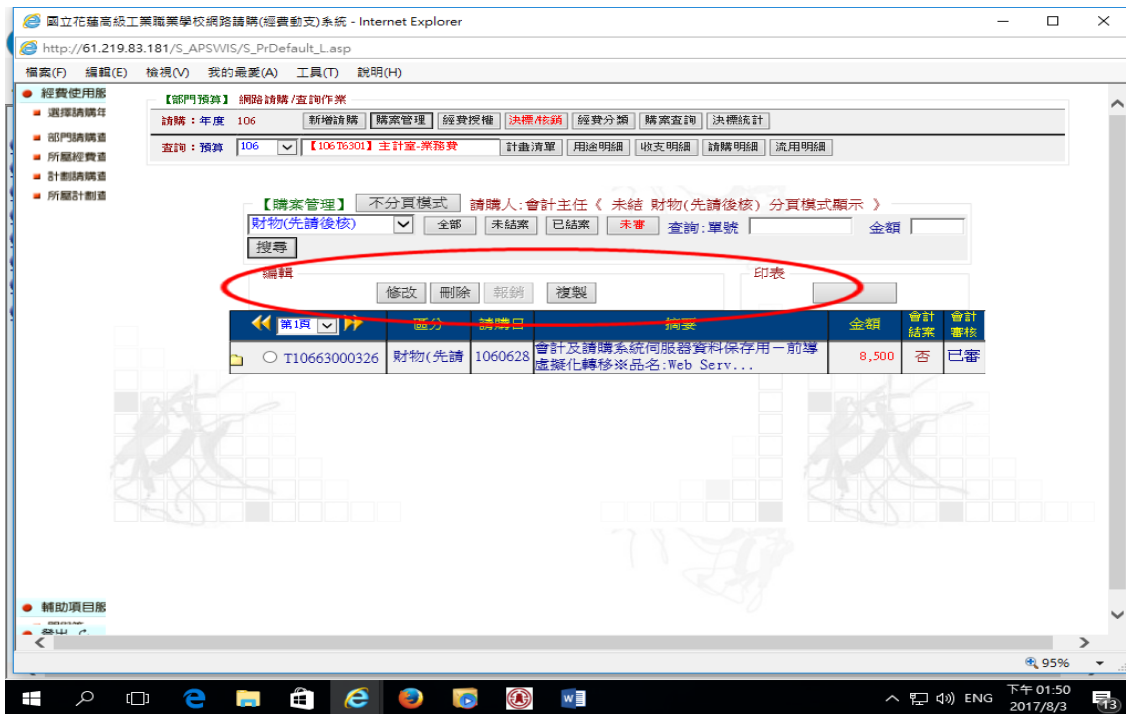 國立花蓮高級工業職業學校網路請購(經費動支)系統 - Internet Explorer
http://61.219.83.181/S_APSWIS/S_PrDefault_L.asp
檔案(F) 編輯(E) 檢視(V) 我的最愛(A) 工具(T) 說明(H)
經費使用服
選擇請購年
部門請購查
所屬經費查
計劃請購查
所屬計劃查
【部門預算】 網路請購/查詢作業
請購：年度 106 新增請購 購案管理 經費授權 決標/核銷 經費分類 購案查詢 決標統計
查詢：預算 106 【106T6301】主計室-業務費 計畫清單 用途明細 收支明細 請購明細 流用明細
【購案管理】 不分頁模式 請購人:會計主任《 未結 財物(先請後核) 分頁模式顯示 》
財物(先請後核) 全部 未結案 已結案 未審 查詢:單號 金額
搜尋
編輯 印表
修改 刪除 報銷 複製
第1頁 區分 請購日 摘要 金額 會計結案 會計審核
T10663000326 財物(先請 1060628 會計及請購系統伺服器資料保存用－前導 8,500 否 已審
虛擬化轉移※品名:Web Serv...
輔助項目服
登出
95%
ENG 下午 01:50
2017/8/3
13